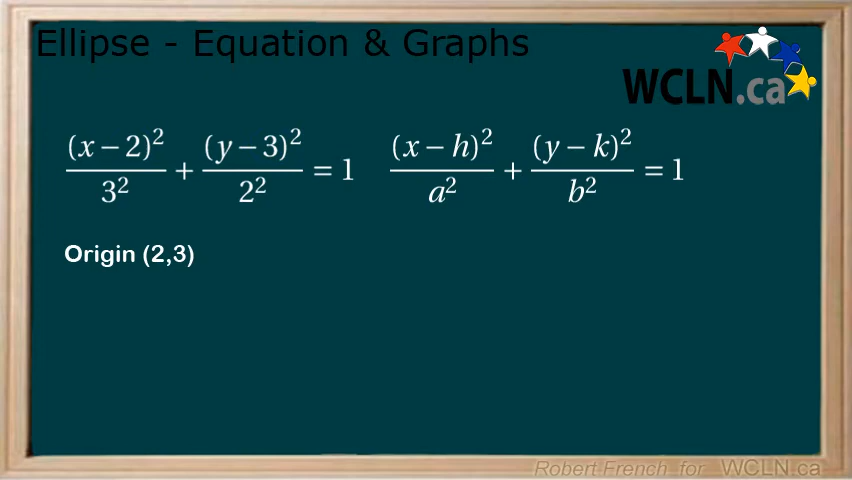 Ellipse - Equation & Graphs
WCLN.ca
(x – 2)²/3² + (y – 3)²/2² = 1 (x – h)²/a² + (y – k)²/b² = 1
Origin (2,3)
Robert French for WCLN.ca